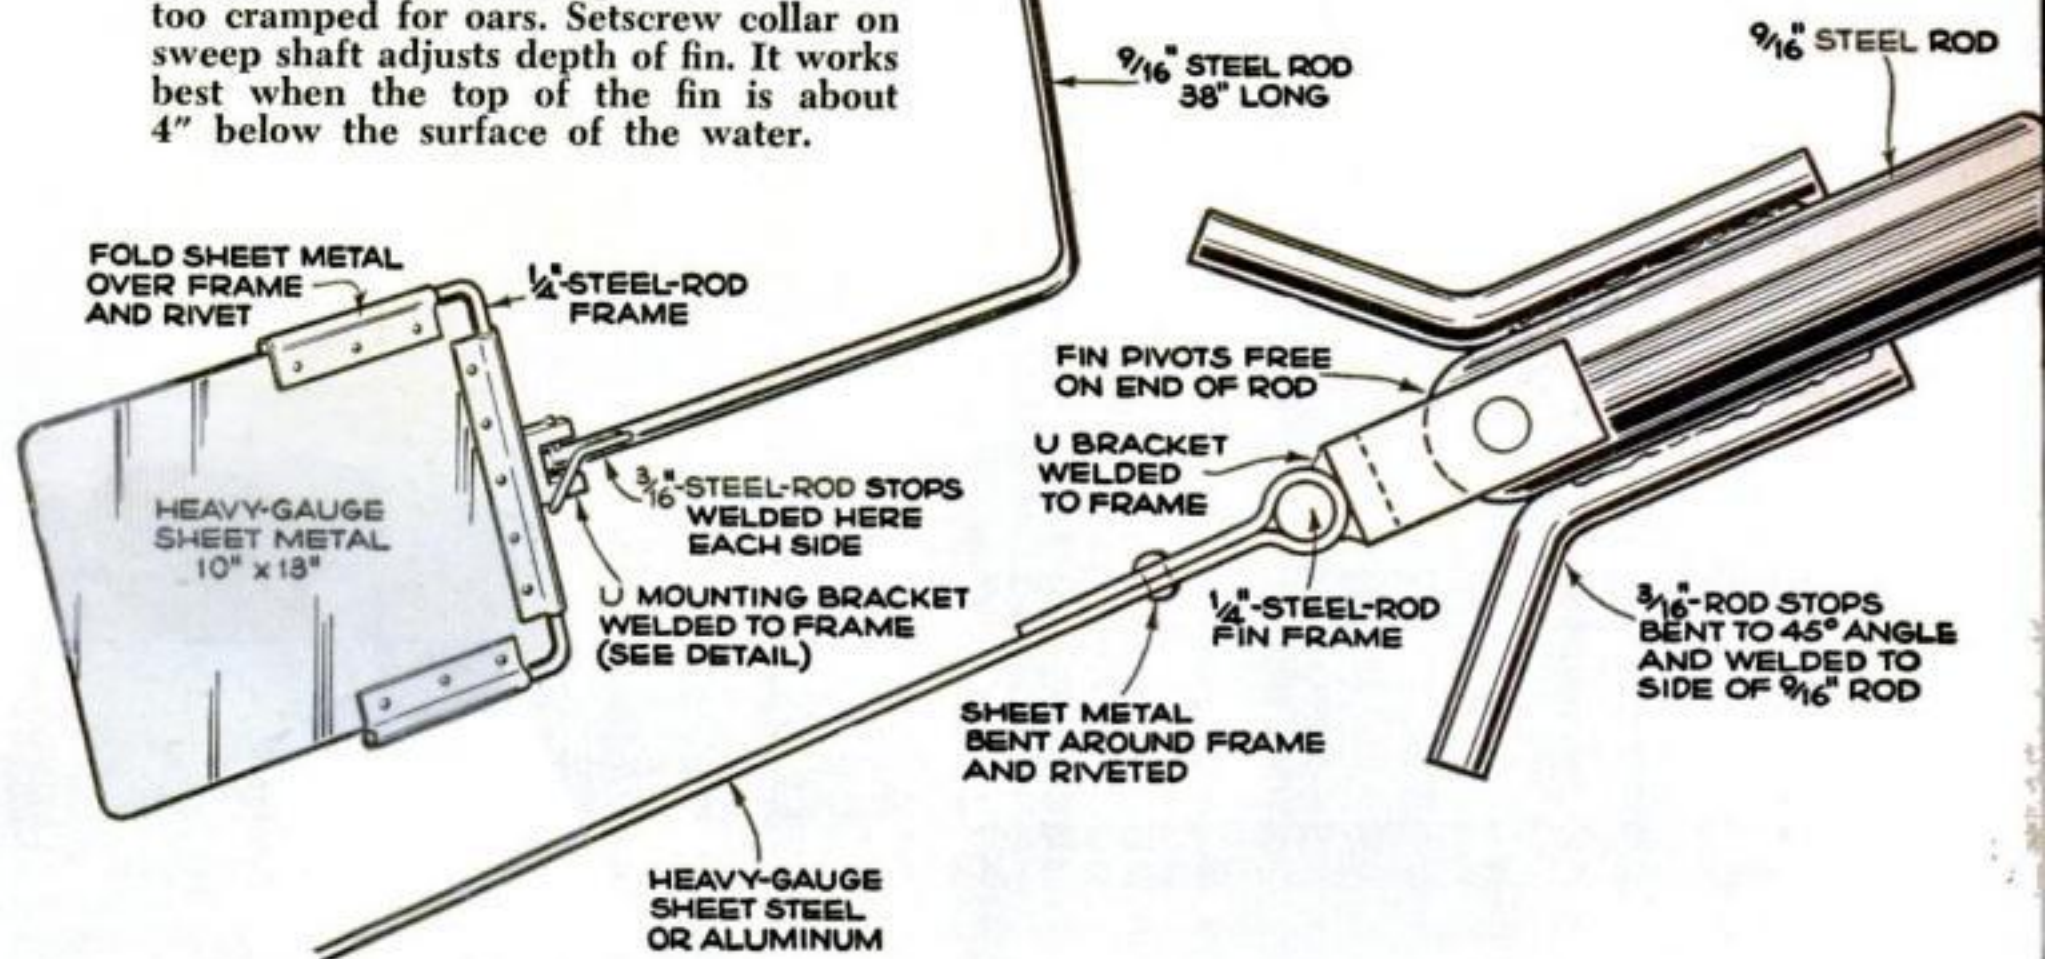 too cramped for oars. Setscrew collar on
sweep shaft adjusts depth of fin. It works
best when the top of the fin is about
4″ below the surface of the water.
9/16" STEEL ROD
38" LONG
9/16" STEEL ROD
FOLD SHEET METAL
OVER FRAME
AND RIVET
1/4"-STEEL-ROD
FRAME
HEAVY-GAUGE
SHEET METAL
10" x 13"
3/16"-STEEL-ROD STOPS
WELDED HERE
EACH SIDE
U MOUNTING BRACKET
WELDED TO FRAME
(SEE DETAIL)
FIN PIVOTS FREE
ON END OF ROD
U BRACKET
WELDED
TO FRAME
1/4"-STEEL-ROD
FIN FRAME
3/16"-ROD STOPS
BENT TO 45° ANGLE
AND WELDED TO
SIDE OF 9/16" ROD
SHEET METAL
BENT AROUND FRAME
AND RIVETED
HEAVY-GAUGE
SHEET STEEL
OR ALUMINUM